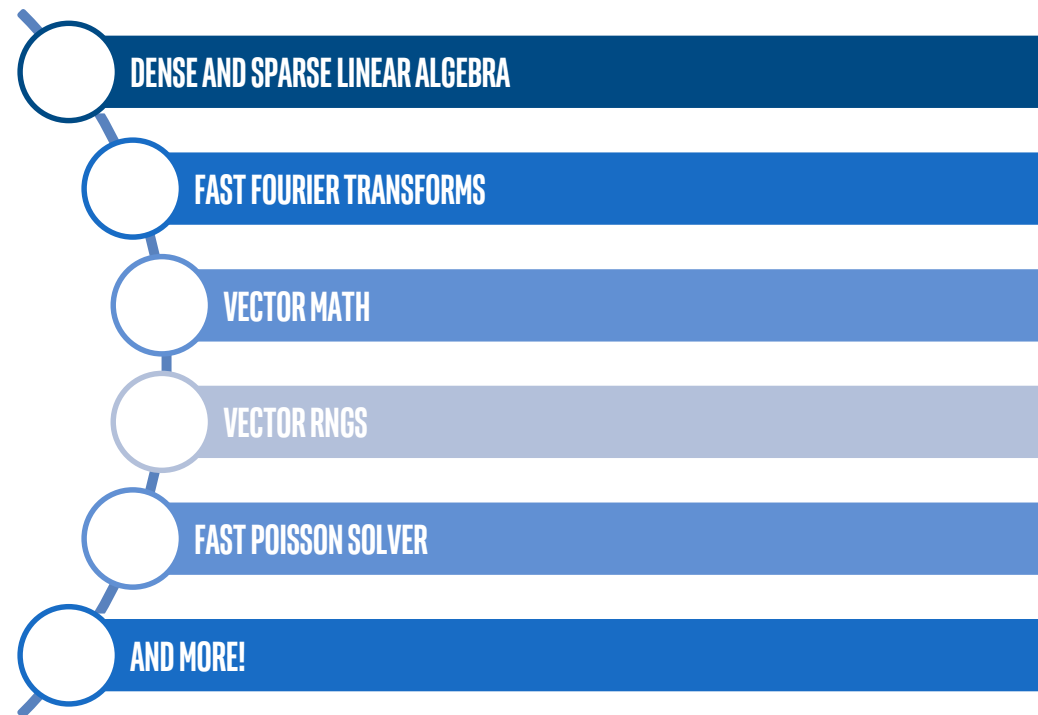 DENSE AND SPARSE LINEAR ALGEBRA
FAST FOURIER TRANSFORMS
VECTOR MATH
VECTOR RNGS
FAST POISSON SOLVER
AND MORE!